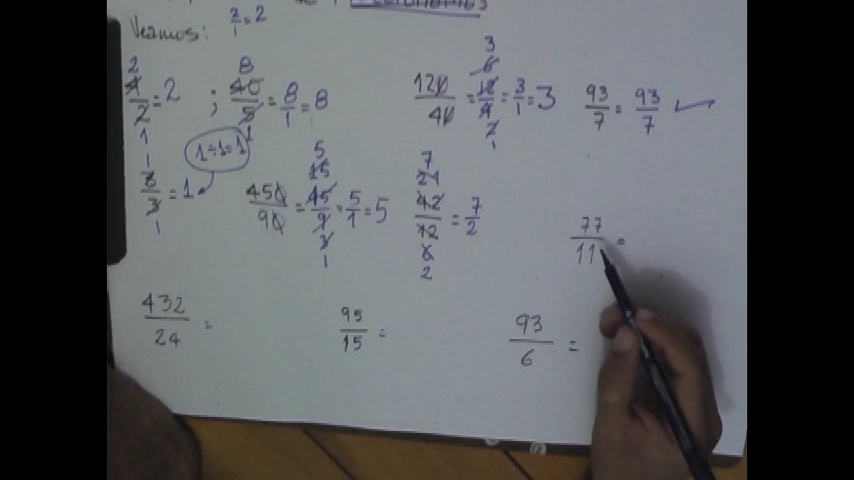 Veamos: 2/1 = 2
4/2 = 2 ; 40/5 = 8/1 = 8
120/40 = 12/4 = 3/1 = 3
93/7 = 93/7 ✓
1÷1=1
3/3 = 1
450/90 = 45/9 = 5/1 = 5
42/12 = 7/2
77/11 =
432/24 =
95/15 =
93/6 =